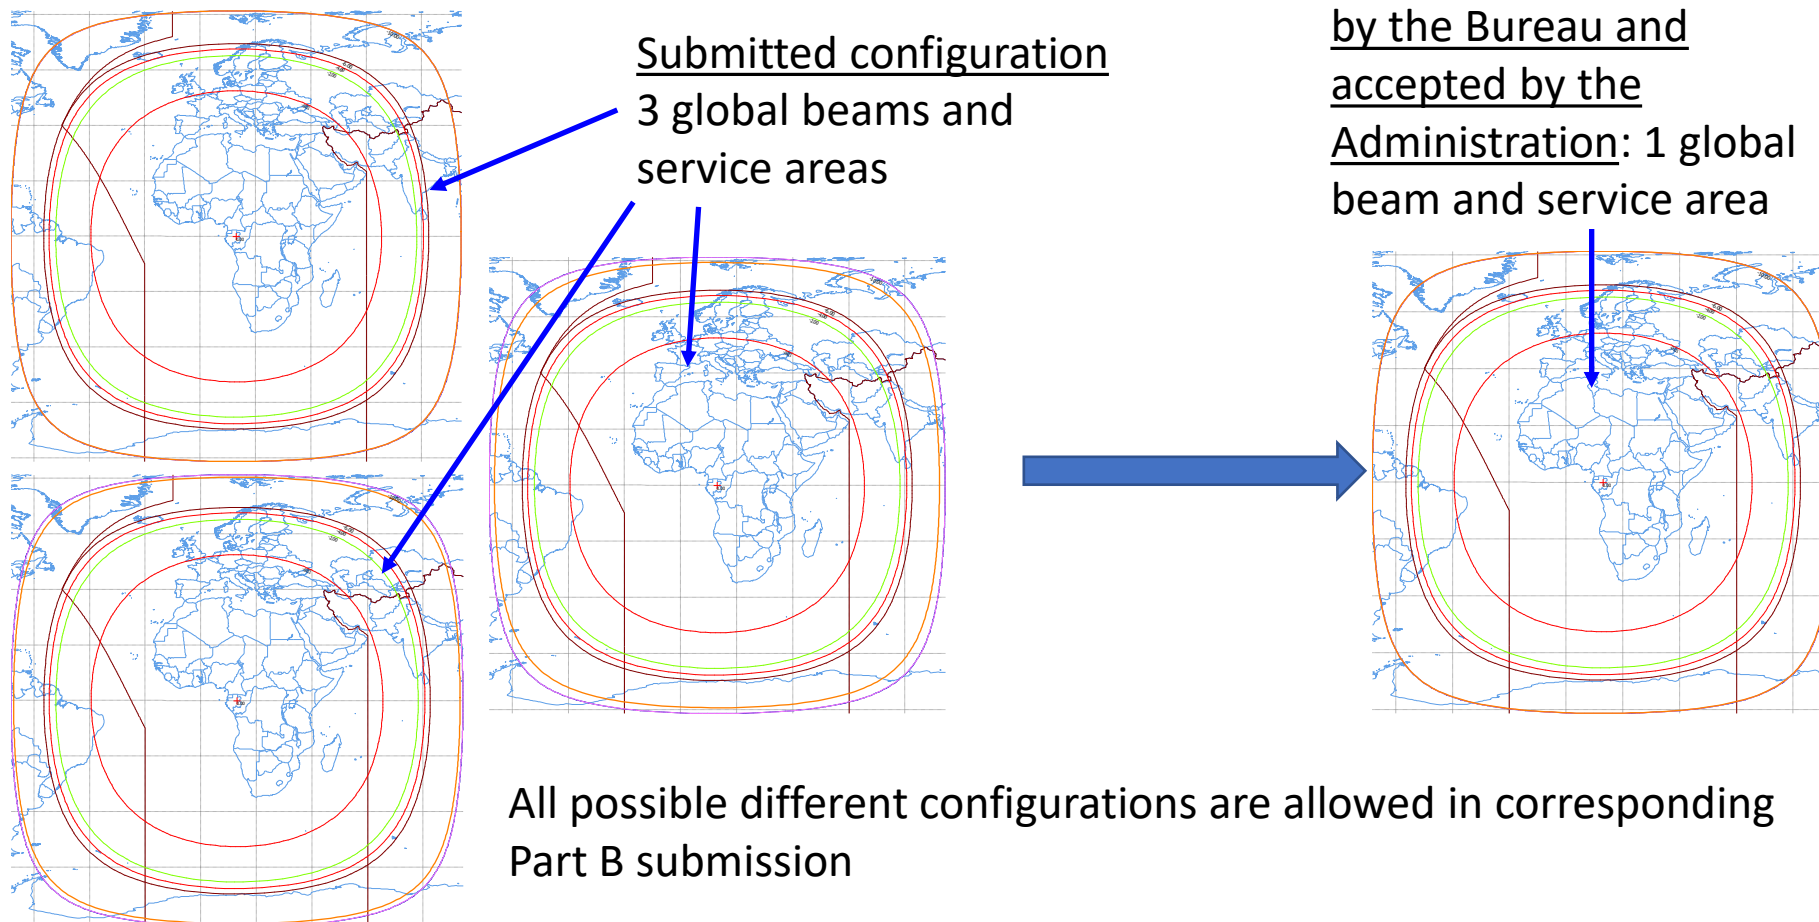 Submitted configuration
3 global beams and
service areas
by the Bureau and
accepted by the
Administration: 1 global
beam and service area
All possible different configurations are allowed in corresponding
Part B submission